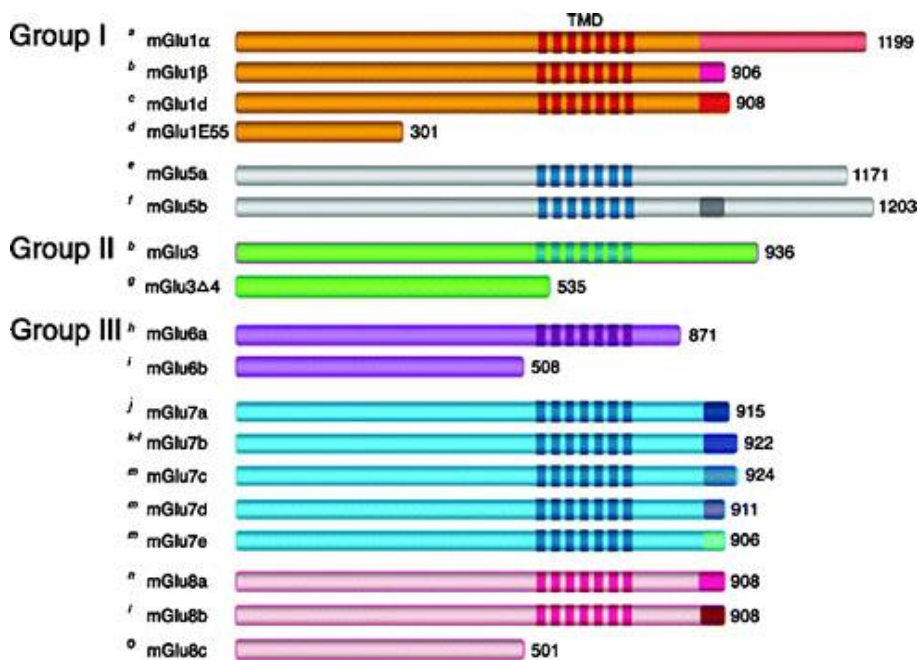 TMD
Group I a mGlu1α 1199
b mGlu1β 906
c mGlu1d 908
d mGlu1E55 301
e mGlu5a 1171
f mGlu5b 1203
Group II b mGlu3 936
g mGlu3Δ4 535
Group III h mGlu6a 871
i mGlu6b 508
j mGlu7a 915
k-l mGlu7b 922
m mGlu7c 924
m mGlu7d 911
m mGlu7e 906
n mGlu8a 908
l mGlu8b 908
o mGlu8c 501